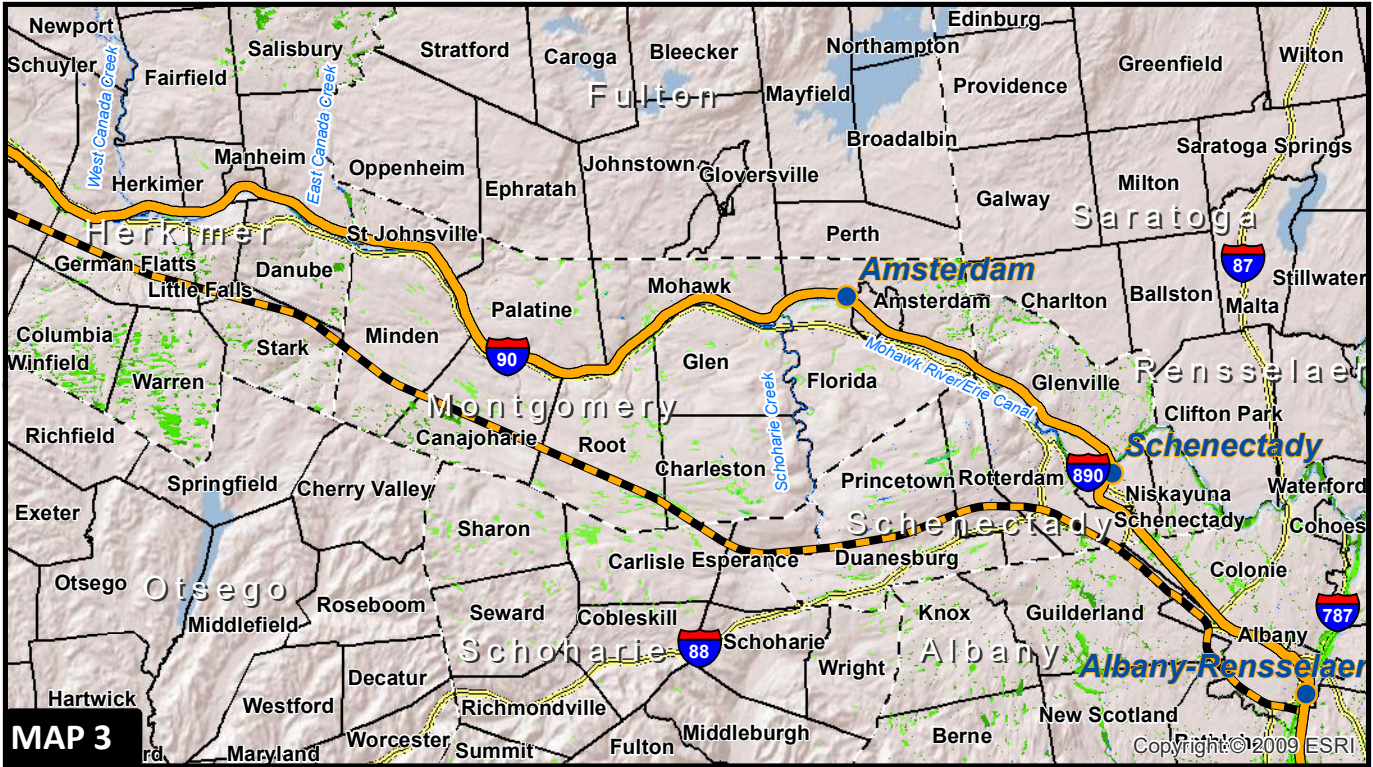 Newport
Salisbury
Stratford
Caroga
Bleecker
Northampton
Edinburg
Greenfield
Wilton
Schuyler
Fairfield
West Canada Creek
East Canada Creek
Fulton
Mayfield
Providence
Broadalbin
Saratoga Springs
Manheim
Oppenheim
Ephratah
Johnstown
Gloversville
Herkimer
Galway
Milton
Saratoga
Herkimer
St Johnsville
Perth
German Flatts
Danube
Little Falls
Mohawk
Amsterdam
Amsterdam
Charlton
Ballston
87
Stillwater
Malta
Columbia
Winfield
Warren
Stark
Minden
Palatine
90
Glen
Florida
Mohawk River/Erie Canal
Glenville
Rensselaer
Clifton Park
Montgomery
Schoharie Creek
Richfield
Canajoharie
Root
Charleston
Schenectady
Springfield
Cherry Valley
Princetown
Rotterdam
890
Niskayuna
Waterford
Exeter
Sharon
Schenectady
Schenectady
Cohoes
Carlisle
Esperance
Duanesburg
Colonie
Otsego
Otsego
Roseboom
Middlefield
Seward
Cobleskill
Knox
Guilderland
787
Schoharie
88
Schoharie
Albany
Albany
Wright
Albany-Rensselaer
Hartwick
Westford
Decatur
Richmondville
New Scotland
MAP 3
rd
Maryland
Worcester
Summit
Fulton
Middleburgh
Berne
Copyright:© 2009 ESRI